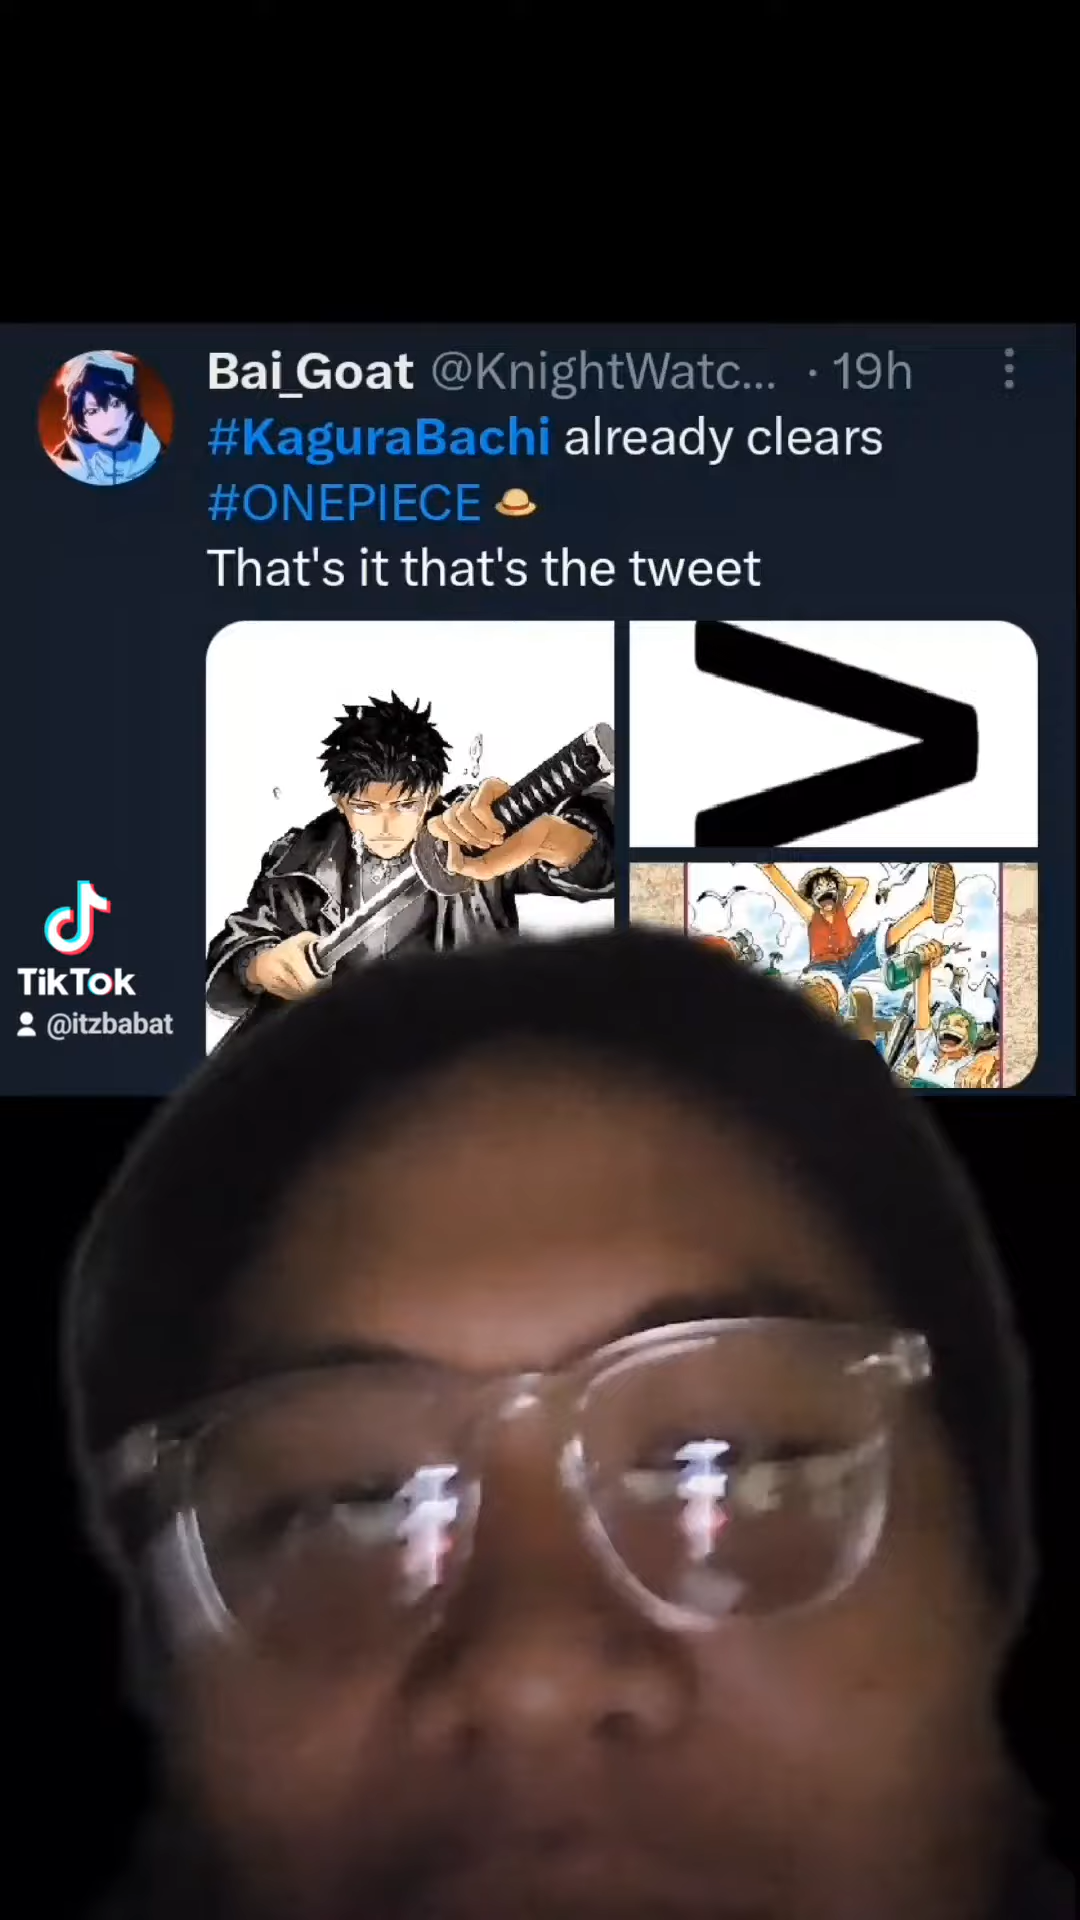 Bai_Goat @KnightWatc... · 19h
#KaguraBachi already clears
#ONEPIECE
That's it that's the tweet
TikTok
@itzbabat